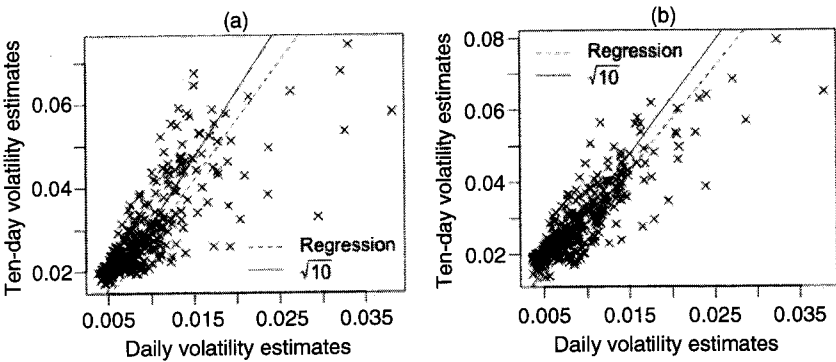 (a)
Ten-day volatility estimates
0.06
0.04
0.02
Regression
√10
0.005 0.015 0.025 0.035
Daily volatility estimates
(b)
Ten-day volatility estimates
0.08
0.06
0.04
0.02
Regression
√10
0.005 0.015 0.025 0.035
Daily volatility estimates